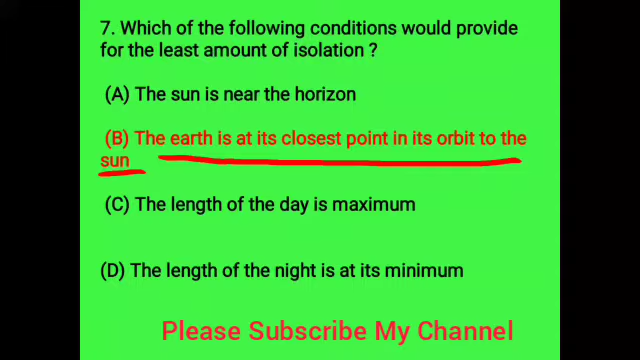 7. Which of the following conditions would provide
for the least amount of isolation ?
(A) The sun is near the horizon
(B) The earth is at its closest point in its orbit to the
sun
(C) The length of the day is maximum
(D) The length of the night is at its minimum
Please Subscribe My Channel